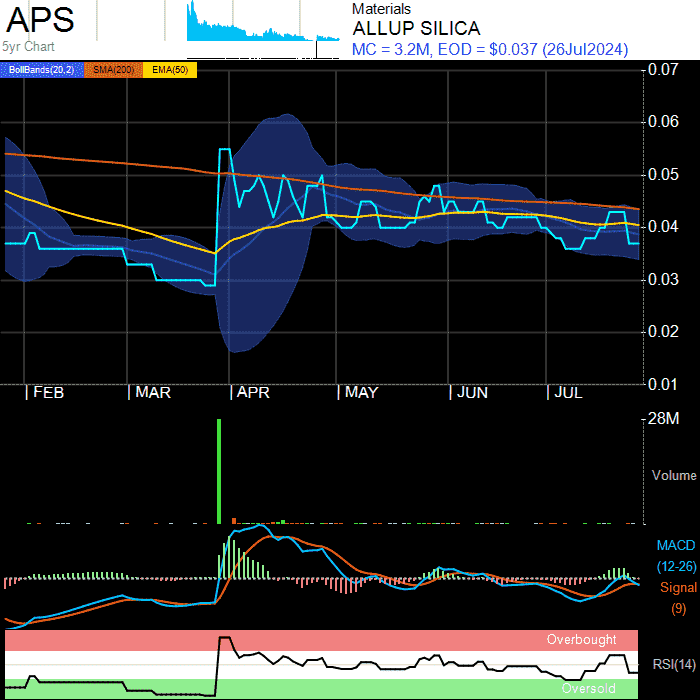 APS
5yr Chart
Materials
ALLUP SILICA
MC = 3.2M, EOD = $0.037 (26Jul2024)
BollBands(20,2) SMA(200) EMA(50)
0.07
0.06
0.05
0.04
0.03
0.02
0.01
FEB MAR APR MAY JUN JUL
28M
Volume
MACD
(12-26)
Signal
(9)
Overbought
RSI(14)
Oversold